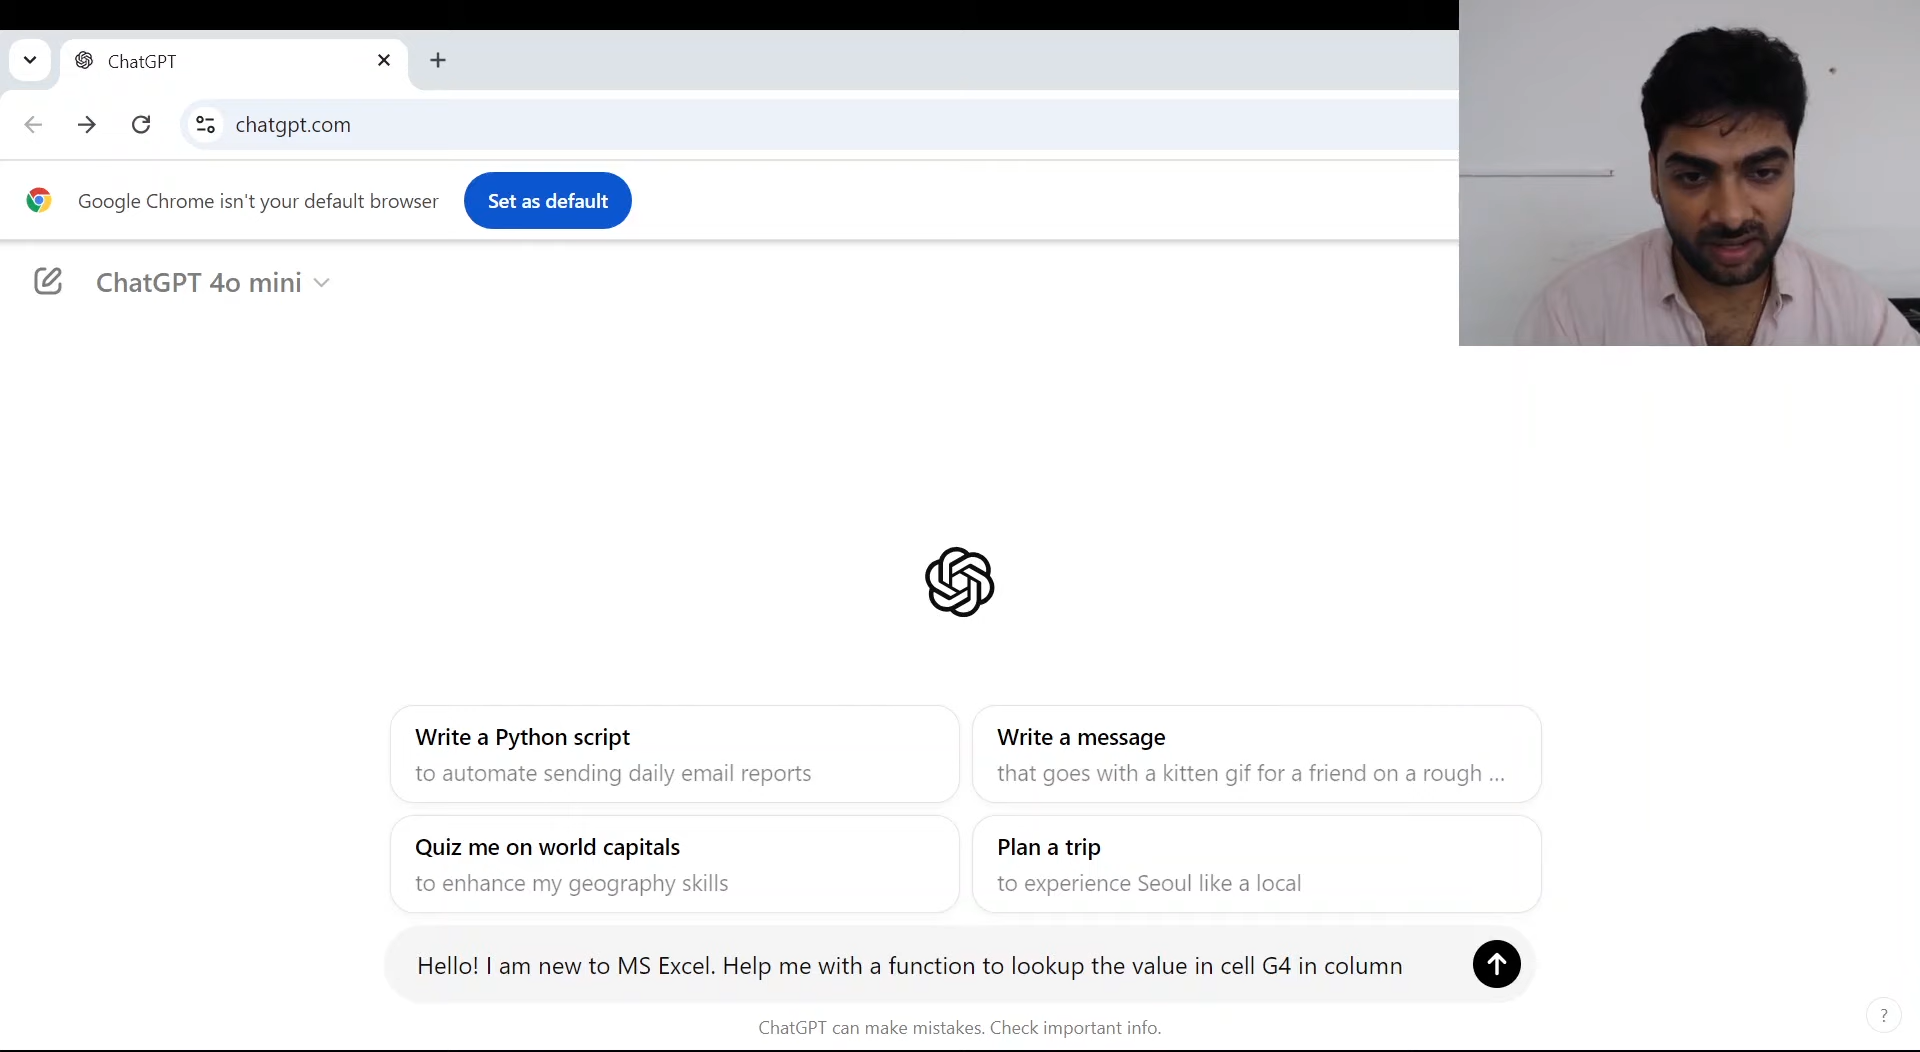 ChatGPT
chatgpt.com
Google Chrome isn't your default browser
Set as default
ChatGPT 4o mini
Write a Python script
to automate sending daily email reports
Write a message
that goes with a kitten gif for a friend on a rough ...
Quiz me on world capitals
to enhance my geography skills
Plan a trip
to experience Seoul like a local
Hello! I am new to MS Excel. Help me with a function to lookup the value in cell G4 in column
ChatGPT can make mistakes. Check important info.
?